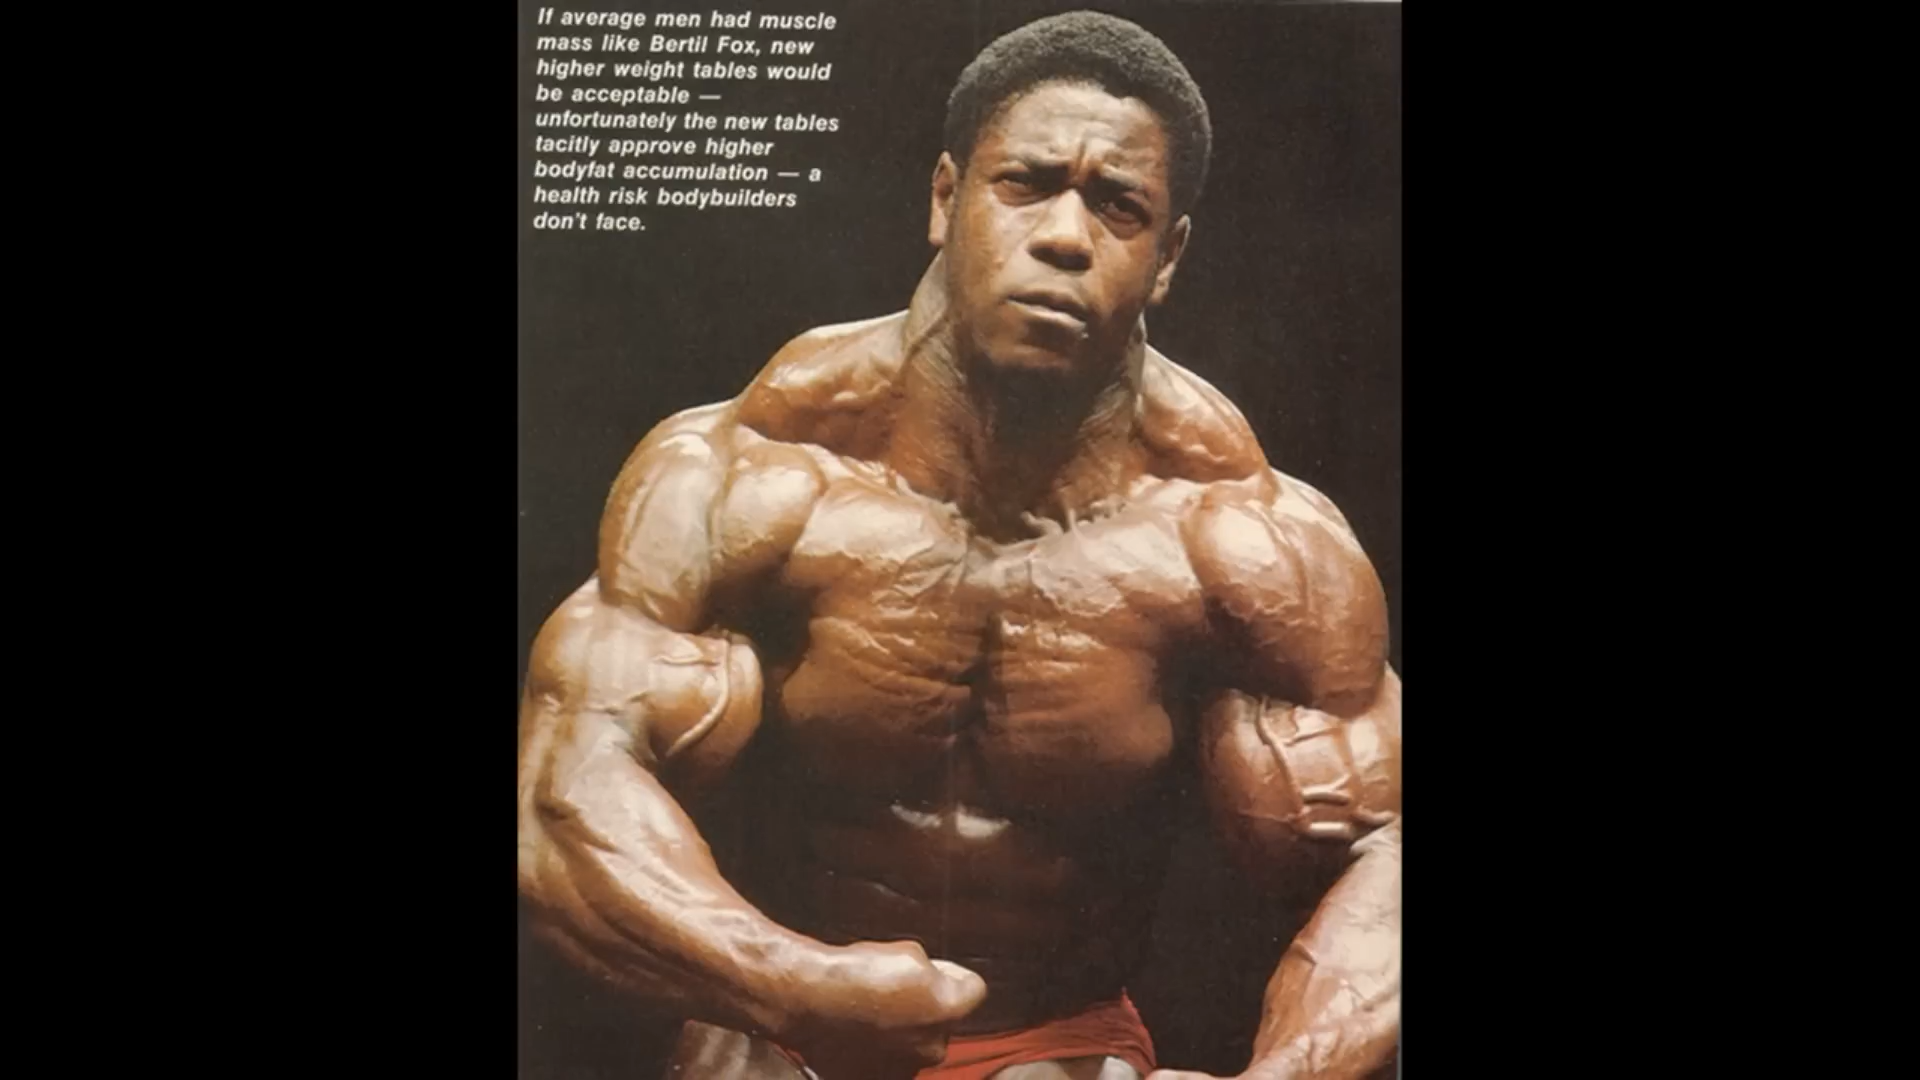 If average men had muscle
mass like Bertil Fox, new
higher weight tables would
be acceptable —
unfortunately the new tables
tacitly approve higher
bodyfat accumulation — a
health risk bodybuilders
don't face.